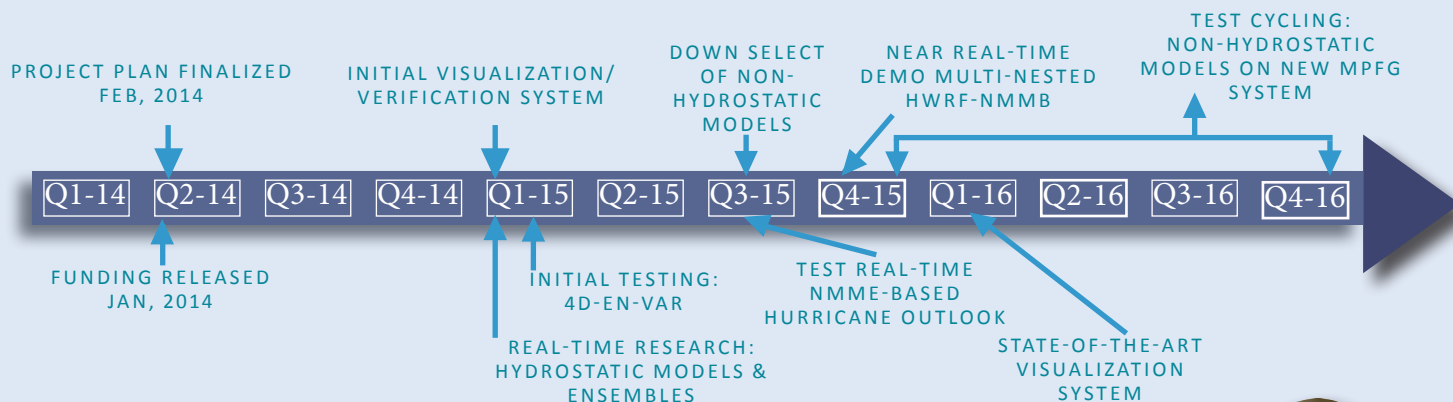 PROJECT PLAN FINALIZED
FEB, 2014
INITIAL VISUALIZATION/
VERIFICATION SYSTEM
DOWN SELECT
OF NON-
HYDROSTATIC
MODELS
NEAR REAL-TIME
DEMO MULTI-NESTED
HWRF-NMMB
TEST CYCLING:
NON-HYDROSTATIC
MODELS ON NEW MPFG
SYSTEM
Q1-14 Q2-14 Q3-14 Q4-14 Q1-15 Q2-15 Q3-15 Q4-15 Q1-16 Q2-16 Q3-16 Q4-16
FUNDING RELEASED
JAN, 2014
INITIAL TESTING:
4D-EN-VAR
REAL-TIME RESEARCH:
HYDROSTATIC MODELS &
ENSEMBLES
TEST REAL-TIME
NMME-BASED
HURRICANE OUTLOOK
STATE-OF-THE-ART
VISUALIZATION
SYSTEM